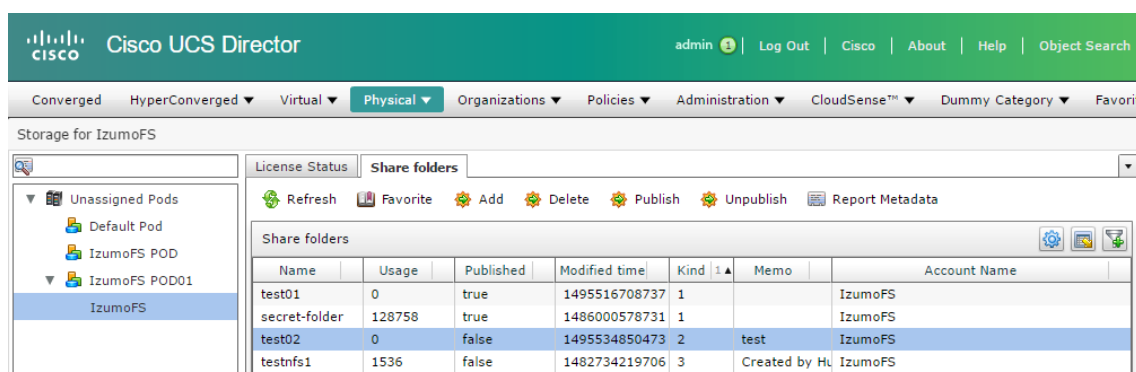 CISCO Cisco UCS Director admin 1 Log Out Cisco About Help Object Search
Converged HyperConverged Virtual Physical Organizations Policies Administration CloudSense™ Dummy Category Favori
Storage for IzumoFS
License Status Share folders
Unassigned Pods
Default Pod
IzumoFS POD
IzumoFS POD01
IzumoFS
Refresh Favorite Add Delete Publish Unpublish Report Metadata
Share folders
Name Usage Published Modified time Kind 1 Memo Account Name
test01 0 true 1495516708737 1 IzumoFS
secret-folder 128758 true 1486000578731 1 IzumoFS
test02 0 false 1495534850473 2 test IzumoFS
testnfs1 1536 false 1482734219706 3 Created by Hu IzumoFS